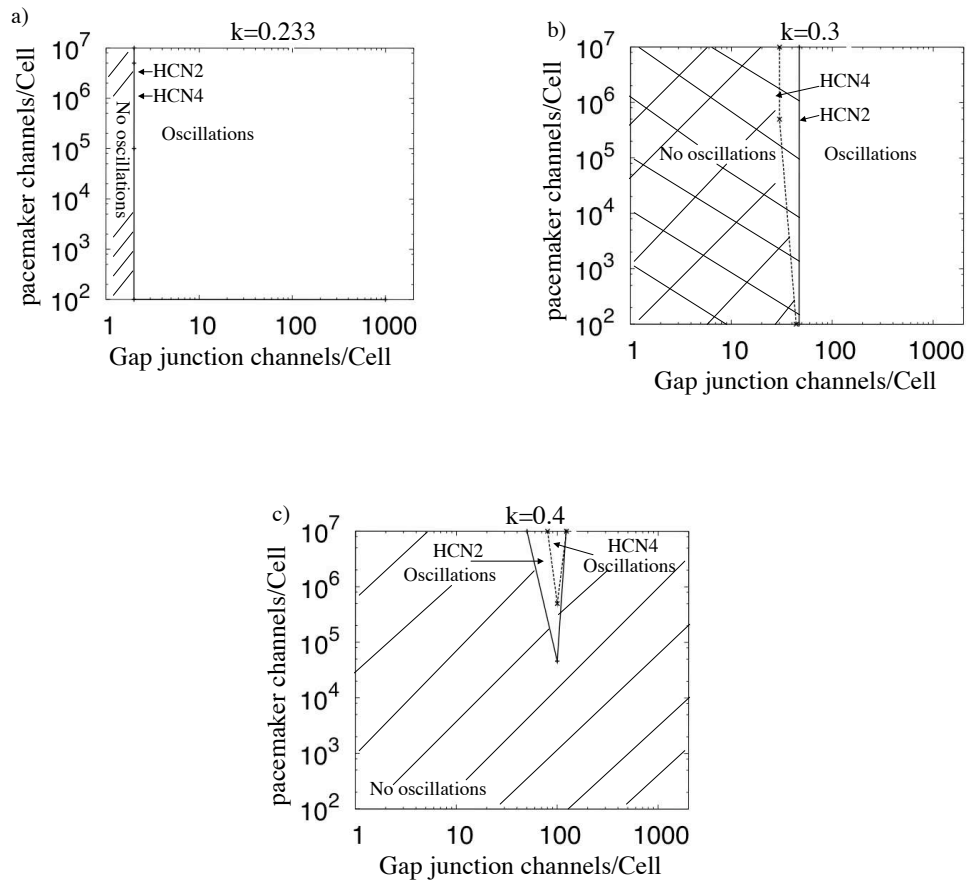 a)
k=0.233
pacemaker channels/Cell
10^7
10^6
10^5
10^4
10^3
10^2
HCN2
HCN4
No oscillations
Oscillations
1 10 100 1000
Gap junction channels/Cell
b)
k=0.3
pacemaker channels/Cell
10^7
10^6
10^5
10^4
10^3
10^2
HCN4
HCN2
No oscillations
Oscillations
1 10 100 1000
Gap junction channels/Cell
c)
k=0.4
pacemaker channels/Cell
10^7
10^6
10^5
10^4
10^3
10^2
HCN2
Oscillations
HCN4
Oscillations
No oscillations
1 10 100 1000
Gap junction channels/Cell